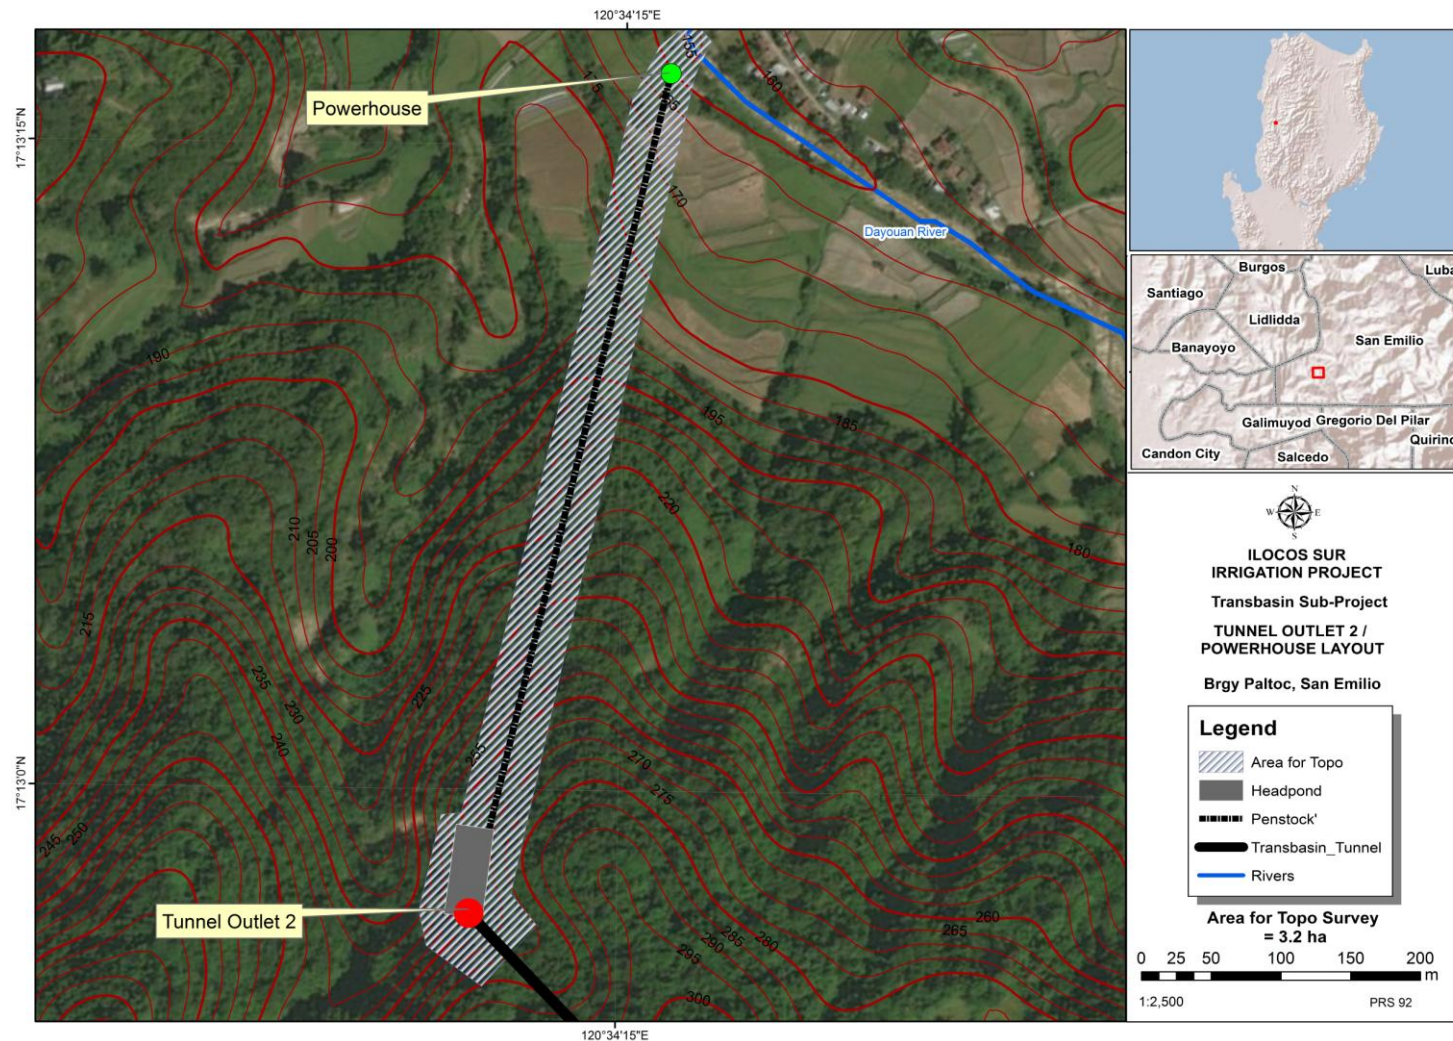 120°34'15"E
17°13'15"N
17°13'0"N
120°34'15"E
Powerhouse
Tunnel Outlet 2
Dayouan River
155
160
175
170
190
195
185
220
180
210
205
200
215
235
230
240
225
255
245
250
270
275
260
265
280
285
290
295
300
Burgos
Luba
Santiago
Lidlidda
San Emilio
Banayoyo
Galimuyod
Gregorio Del Pilar
Quirino
Candon City
Salcedo
N
W
E
S
ILOCOS SUR
IRRIGATION PROJECT
Transbasin Sub-Project
TUNNEL OUTLET 2 /
POWERHOUSE LAYOUT
Brgy Paltoc, San Emilio
Legend
Area for Topo
Headpond
Penstock'
Transbasin_Tunnel
Rivers
Area for Topo Survey
= 3.2 ha
0 25 50 100 150 200
m
1:2,500
PRS 92